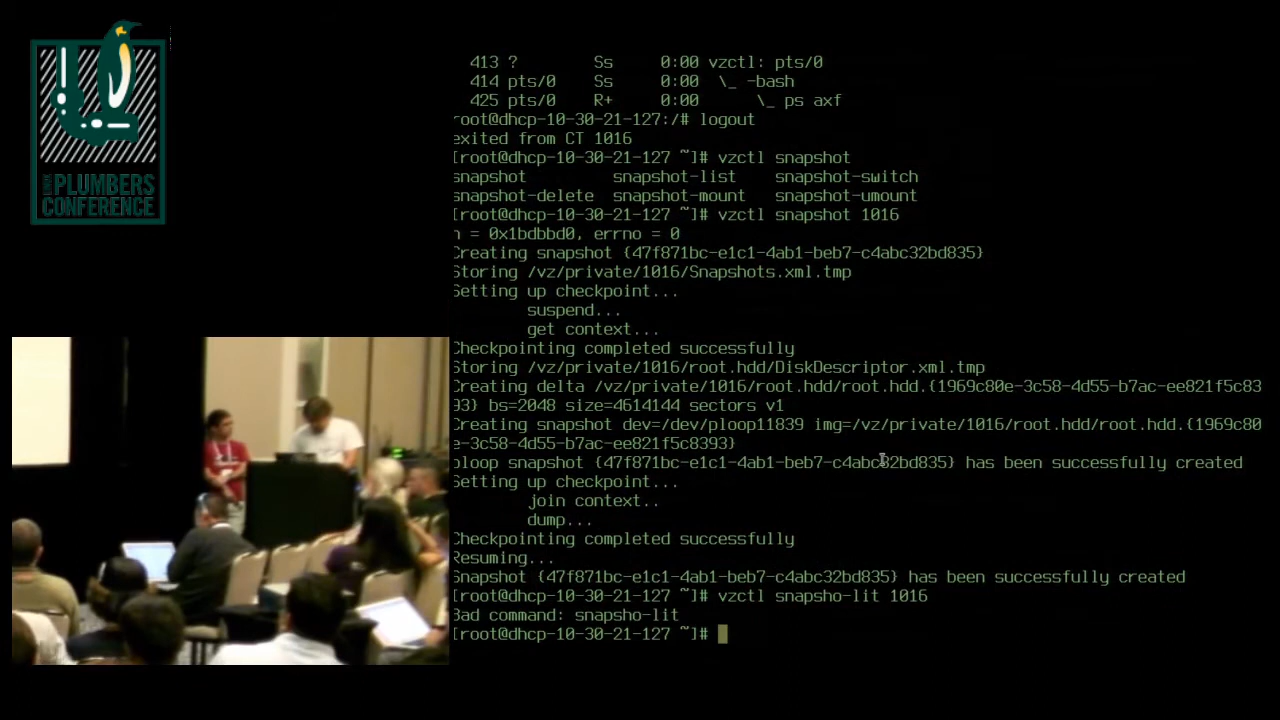 LINUX
PLUMBERS
CONFERENCE
413 ?        Ss     0:00 vzctl: pts/0
414 pts/0    Ss     0:00  \_ -bash
425 pts/0    R+     0:00      \_ ps axf
root@dhcp-10-30-21-127:/# logout
exited from CT 1016
[root@dhcp-10-30-21-127 ~]# vzctl snapshot
snapshot         snapshot-list    snapshot-switch
snapshot-delete  snapshot-mount   snapshot-umount
[root@dhcp-10-30-21-127 ~]# vzctl snapshot 1016
n = 0x1bdbbd0, errno = 0
Creating snapshot {47f871bc-e1c1-4ab1-beb7-c4abc32bd835}
Storing /vz/private/1016/Snapshots.xml.tmp
Setting up checkpoint...
suspend...
get context...
Checkpointing completed successfully
Storing /vz/private/1016/root.hdd/DiskDescriptor.xml.tmp
Creating delta /vz/private/1016/root.hdd/root.hdd.{1969c80e-3c58-4d55-b7ac-ee821f5c83
93} bs=2048 size=4614144 sectors v1
Creating snapshot dev=/dev/ploop11839 img=/vz/private/1016/root.hdd/root.hdd.{1969c80
e-3c58-4d55-b7ac-ee821f5c8393}
ploop snapshot {47f871bc-e1c1-4ab1-beb7-c4abc32bd835} has been successfully created
Setting up checkpoint...
join context..
dump...
Checkpointing completed successfully
Resuming...
Snapshot {47f871bc-e1c1-4ab1-beb7-c4abc32bd835} has been successfully created
[root@dhcp-10-30-21-127 ~]# vzctl snapsho-lit 1016
Bad command: snapsho-lit
[root@dhcp-10-30-21-127 ~]#